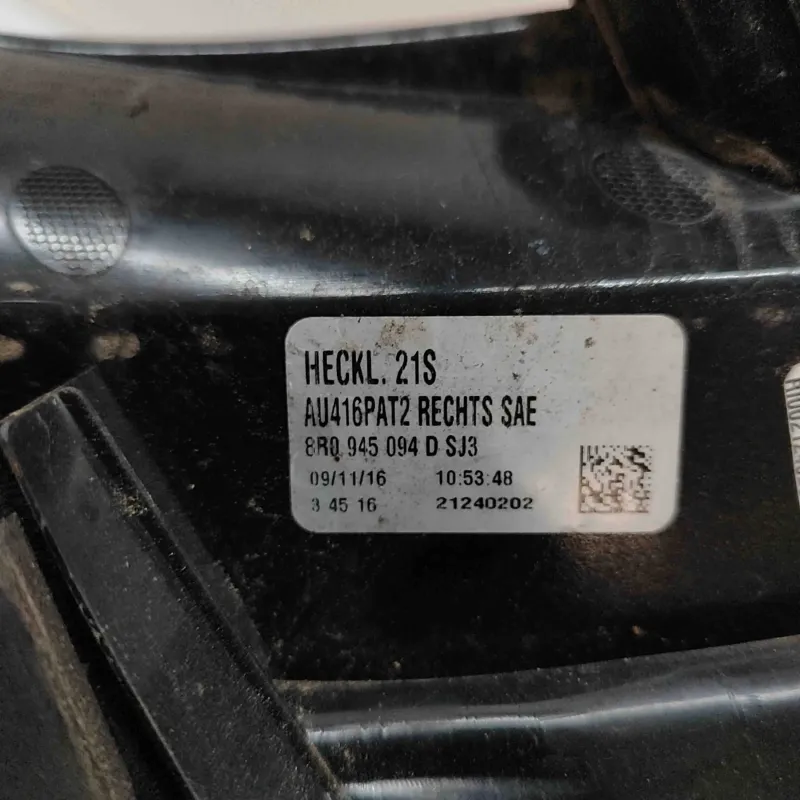 HECKL. 21S
AU416PAT2 RECHTS SAE
8R0 945 094 D SJ3
09/11/16 10:53:48
3 45 16 21240202